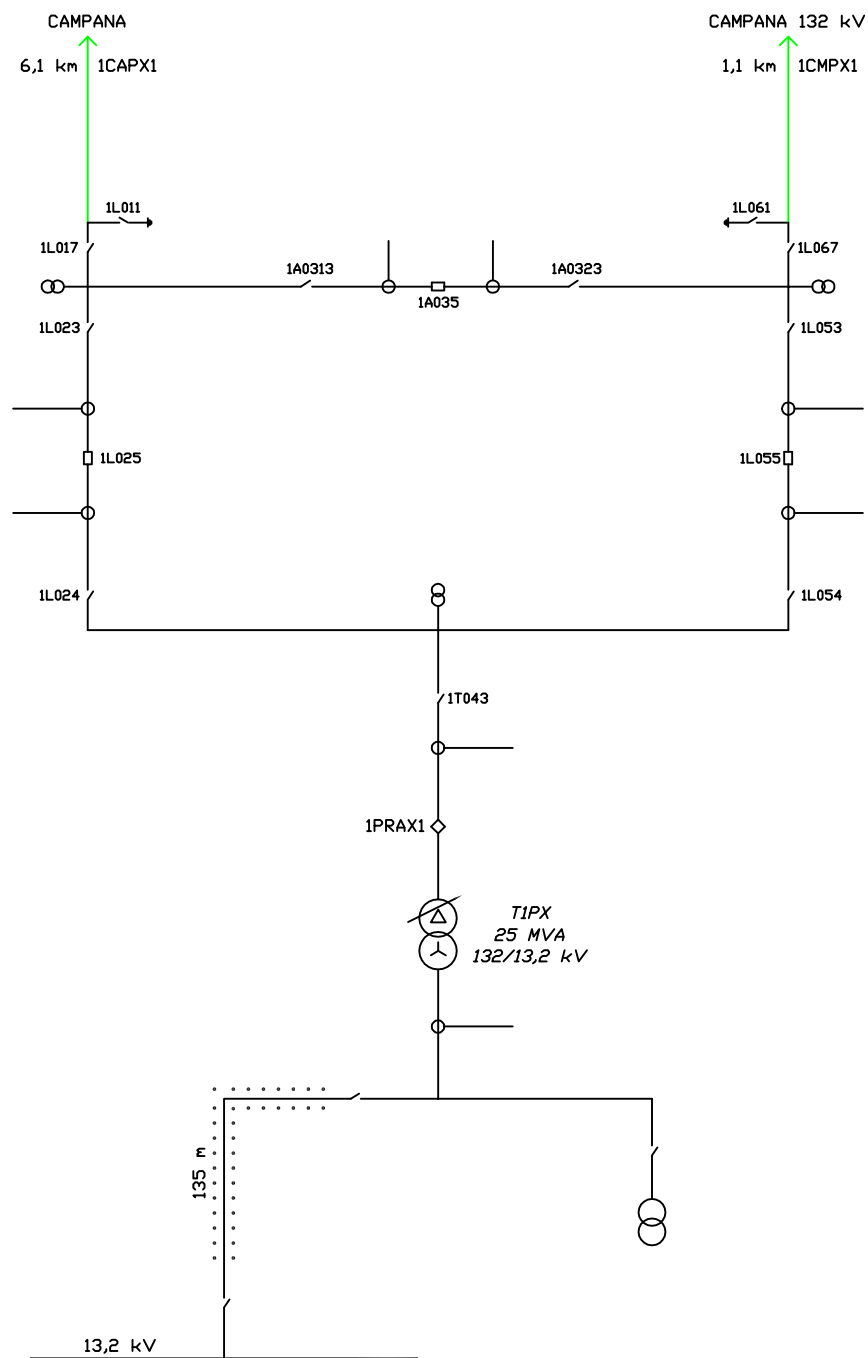 CAMPANA
CAMPANA 132 kV
6,1 km
1CAPX1
1,1 km
1CMPX1
1L011
1L061
1L017
1L067
1A0313
1A0323
1A035
1L023
1L053
1L025
1L055
1L024
1L054
1T043
1PRAX1
T1PX
25 MVA
132/13,2 kV
135 m
13,2 kV